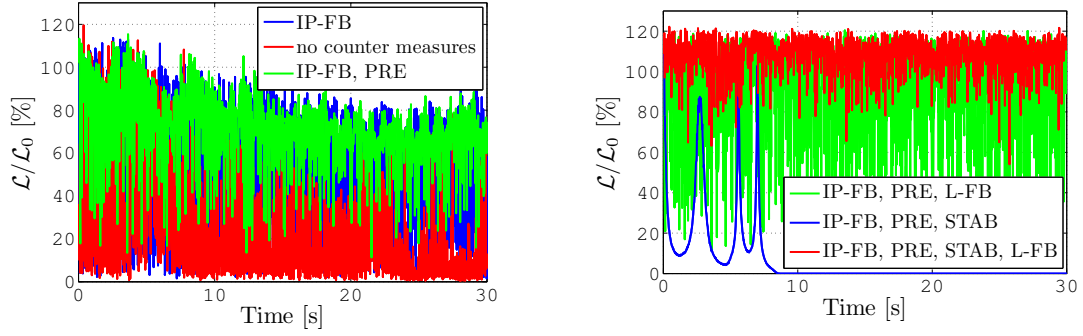 IP-FB
no counter measures
IP-FB, PRE
120
100
80
60
40
20
0
0
10
20
30
ℒ/ℒ₀ [%]
Time [s]
120
100
80
60
40
20
0
0
10
20
30
ℒ/ℒ₀ [%]
Time [s]
IP-FB, PRE, L-FB
IP-FB, PRE, STAB
IP-FB, PRE, STAB, L-FB